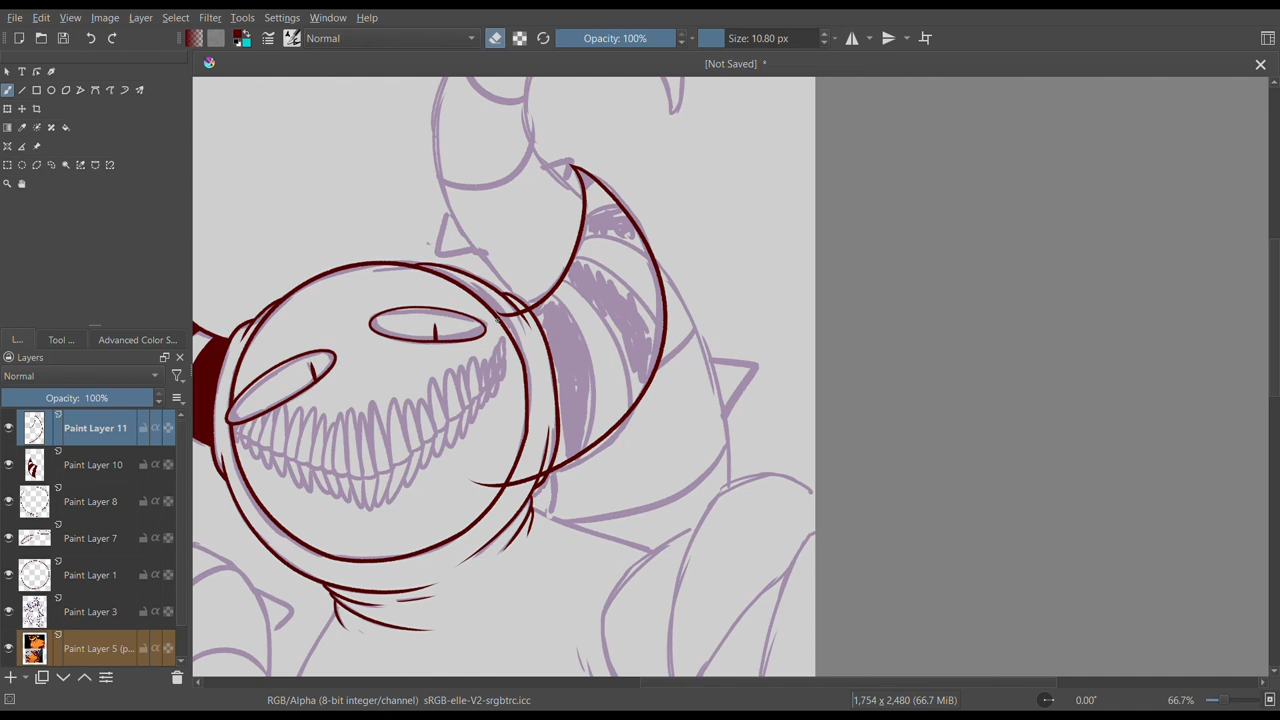 File Edit View Image Layer Select Filter Tools Settings Window Help
Normal Opacity: 100% Size: 10.80 px
[Not Saved] *
L... Tool ... Advanced Color S...
Layers
Normal
Opacity: 100%
Paint Layer 11
Paint Layer 10
Paint Layer 8
Paint Layer 7
Paint Layer 1
Paint Layer 3
Paint Layer 5 (p...
RGB/Alpha (8-bit integer/channel) sRGB-elle-V2-srgbtrc.icc 1,754 x 2,480 (66.7 MiB) 0.00° 66.7%